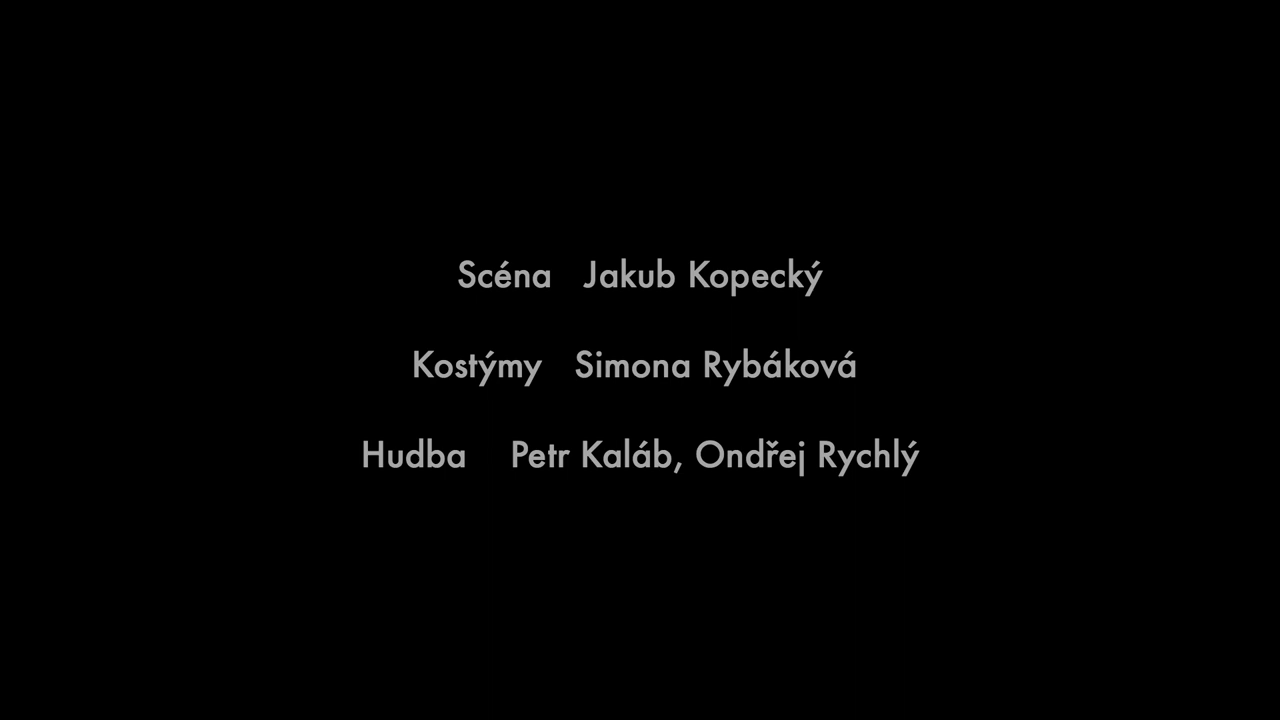 Scéna Jakub Kopecký
Kostýmy Simona Rybáková
Hudba Petr Kaláb, Ondřej Rychlý